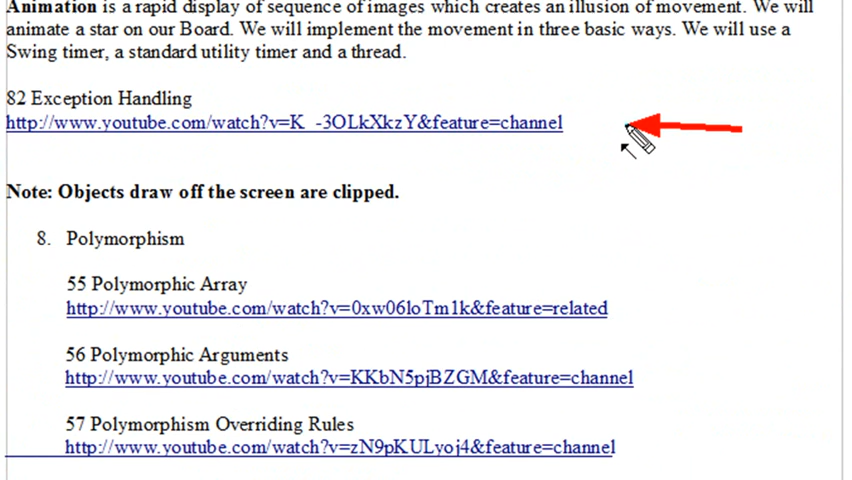 Animation is a rapid display of sequence of images which creates an illusion of movement. We will
animate a star on our Board. We will implement the movement in three basic ways. We will use a
Swing timer, a standard utility timer and a thread.
82 Exception Handling
http://www.youtube.com/watch?v=K_-3OLkXkzY&feature=channel
Note: Objects draw off the screen are clipped.
8. Polymorphism
55 Polymorphic Array
http://www.youtube.com/watch?v=0xw06loTm1k&feature=related
56 Polymorphic Arguments
http://www.youtube.com/watch?v=KKbN5pjBZGM&feature=channel
57 Polymorphism Overriding Rules
http://www.youtube.com/watch?v=zN9pKULyoj4&feature=channel